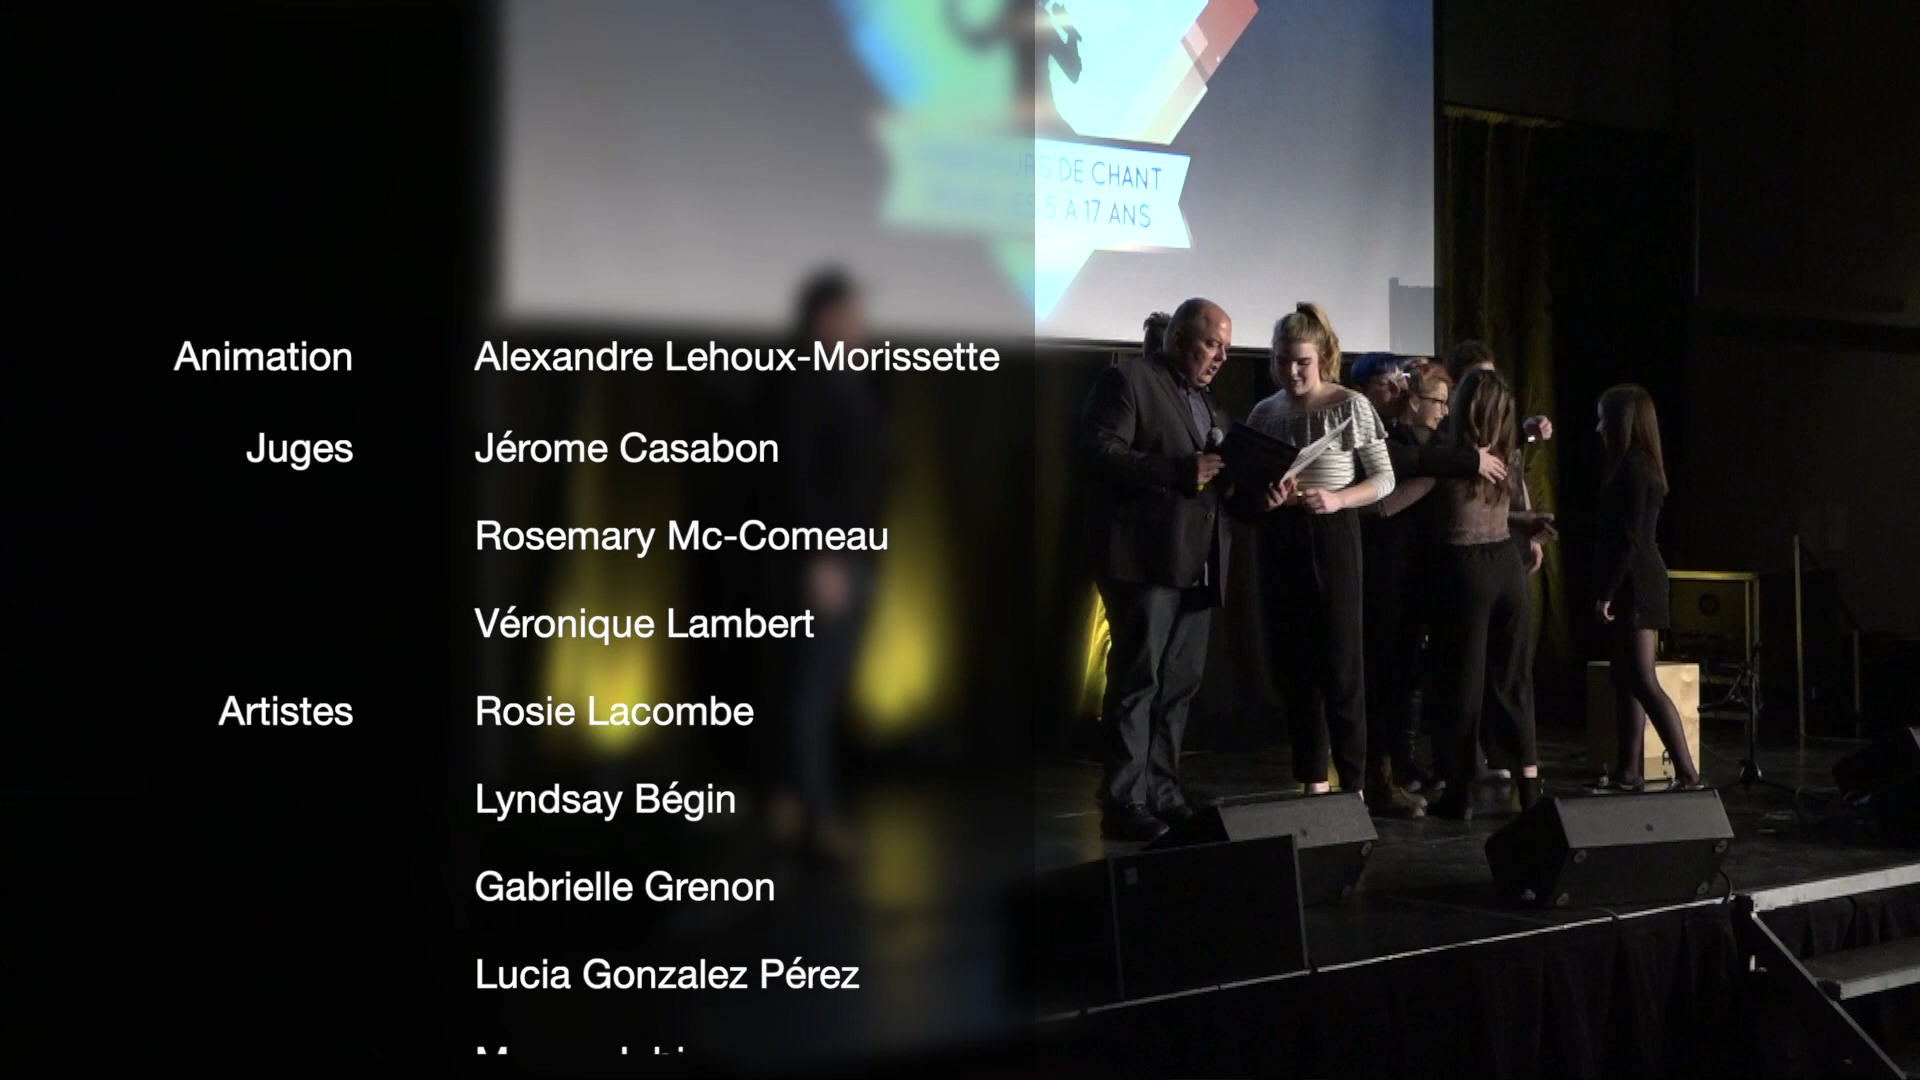 RS DE CHANT
5 À 17 ANS
Animation Alexandre Lehoux-Morissette
Juges Jérome Casabon
Rosemary Mc-Comeau
Véronique Lambert
Artistes Rosie Lacombe
Lyndsay Bégin
Gabrielle Grenon
Lucia Gonzalez Pérez